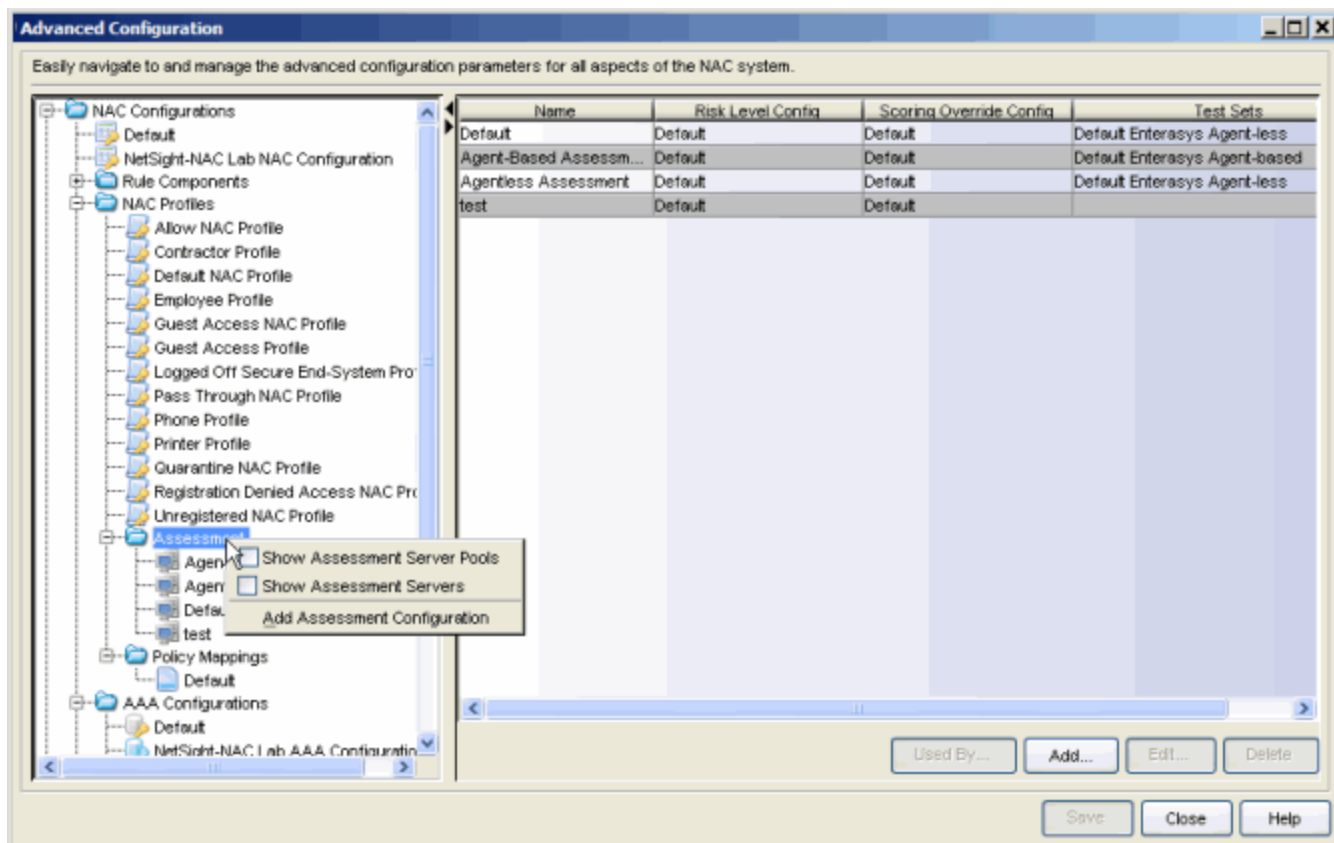 Advanced Configuration
Easily navigate to and manage the advanced configuration parameters for all aspects of the NAC system.
NAC Configurations
Default
NetSight-NAC Lab NAC Configuration
Rule Components
NAC Profiles
Allow NAC Profile
Contractor Profile
Default NAC Profile
Employee Profile
Guest Access NAC Profile
Guest Access Profile
Logged Off Secure End-System Pro
Pass Through NAC Profile
Phone Profile
Printer Profile
Quarantine NAC Profile
Registration Denied Access NAC Pro
Unregistered NAC Profile
Assessment
Agen
Agen
Defau
test
Policy Mappings
Default
AAA Configurations
Default
NetSight-NAC Lab AAA Configuratio
Show Assessment Server Pools
Show Assessment Servers
Add Assessment Configuration
Name Risk Level Config Scoring Override Config Test Sets
Default Default Default Default Enterasys Agent-less
Agent-Based Assessm... Default Default Default Enterasys Agent-based
Agentless Assessment Default Default Default Enterasys Agent-less
test Default Default
Used By... Add... Edit... Delete
Save Close Help